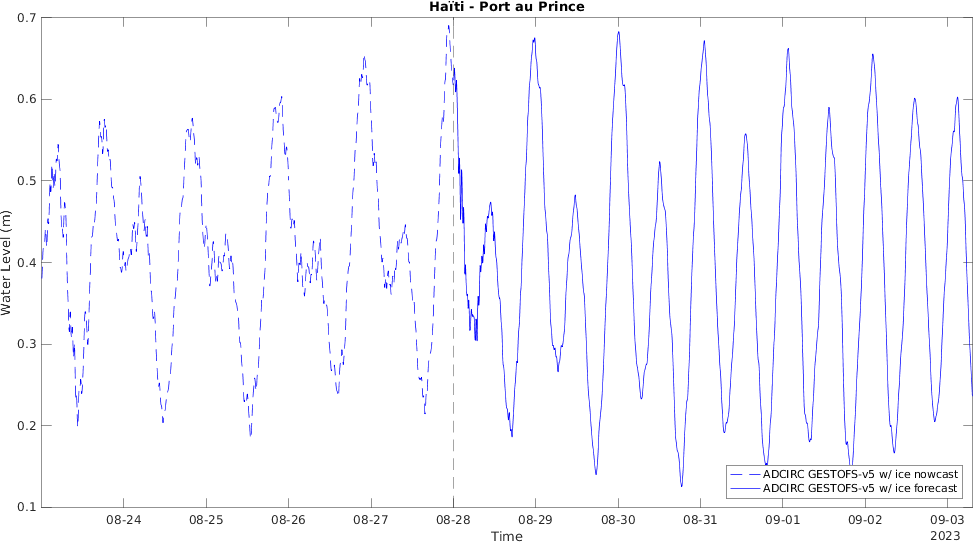 Haïti - Port au Prince
0.7
0.6
0.5
0.4
0.3
0.2
0.1
Water Level (m)
ADCIRC GESTOFS-v5 w/ ice nowcast
ADCIRC GESTOFS-v5 w/ ice forecast
08-24 08-25 08-26 08-27 08-28 08-29 08-30 08-31 09-01 09-02 09-03
Time 2023